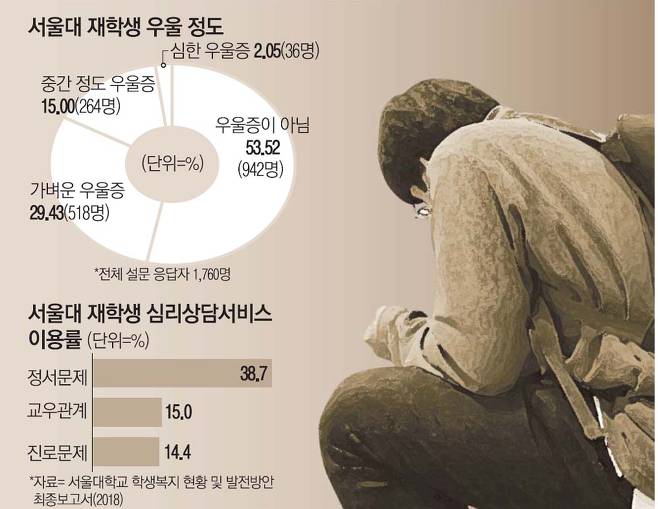 서울대 재학생 우울 정도
심한 우울증 2.05(36명)
중간 정도 우울증
15.00(264명)
우울증이 아님
53.52
(942명)
(단위=%)
가벼운 우울증
29.43(518명)
*전체 설문 응답자 1,760명
서울대 재학생 심리상담서비스
이용률 (단위=%)
정서문제 38.7
교우관계 15.0
진로문제 14.4
*자료= 서울대학교 학생복지 현황 및 발전방안
최종보고서(2018)